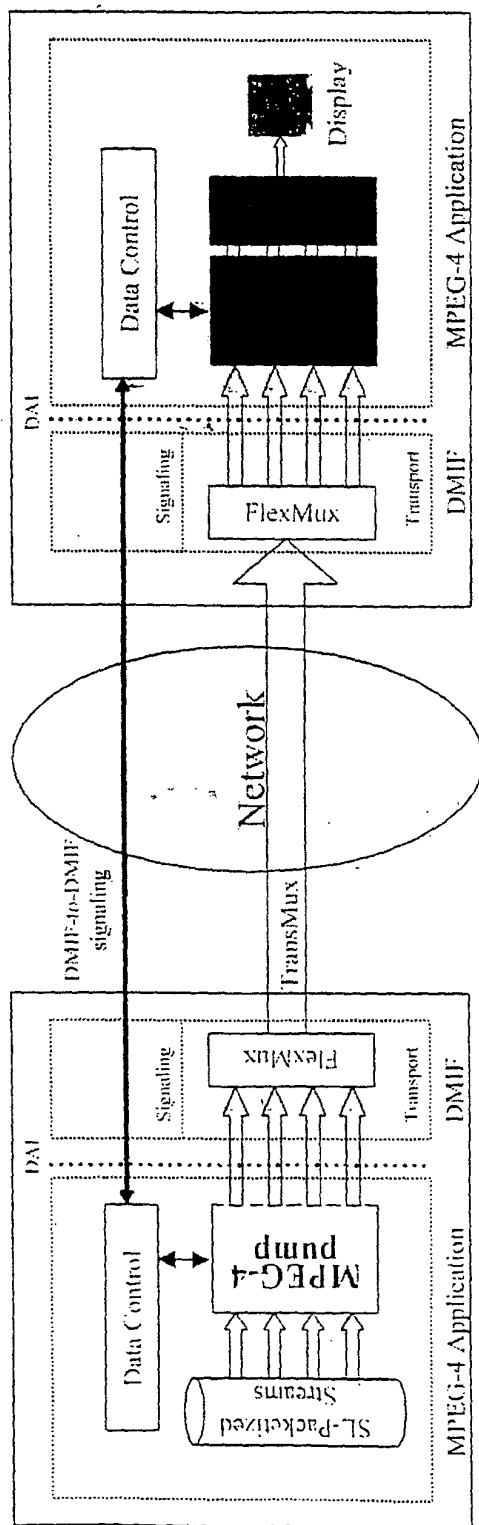 DAI
DAI
Data Control
Signaling
DMIF-to-DMIF
signaling
Signaling
Data Control
SL-Packetized
Streams
MPEG-4
pump
FlexMux
TransMux
Network
FlexMux
Display
Transport
Transport
MPEG-4 Application
DMIF
DMIF
MPEG-4 Application